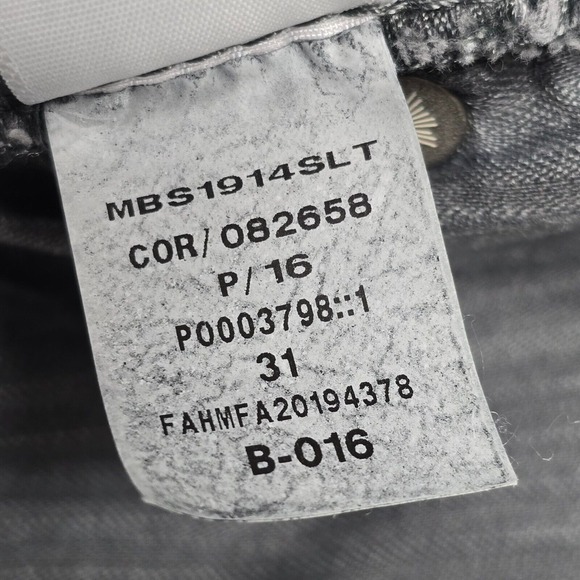 MBS1914SLT
COR/082658
P/16
P0003798::1
31
FAHMFA20194378
B-016